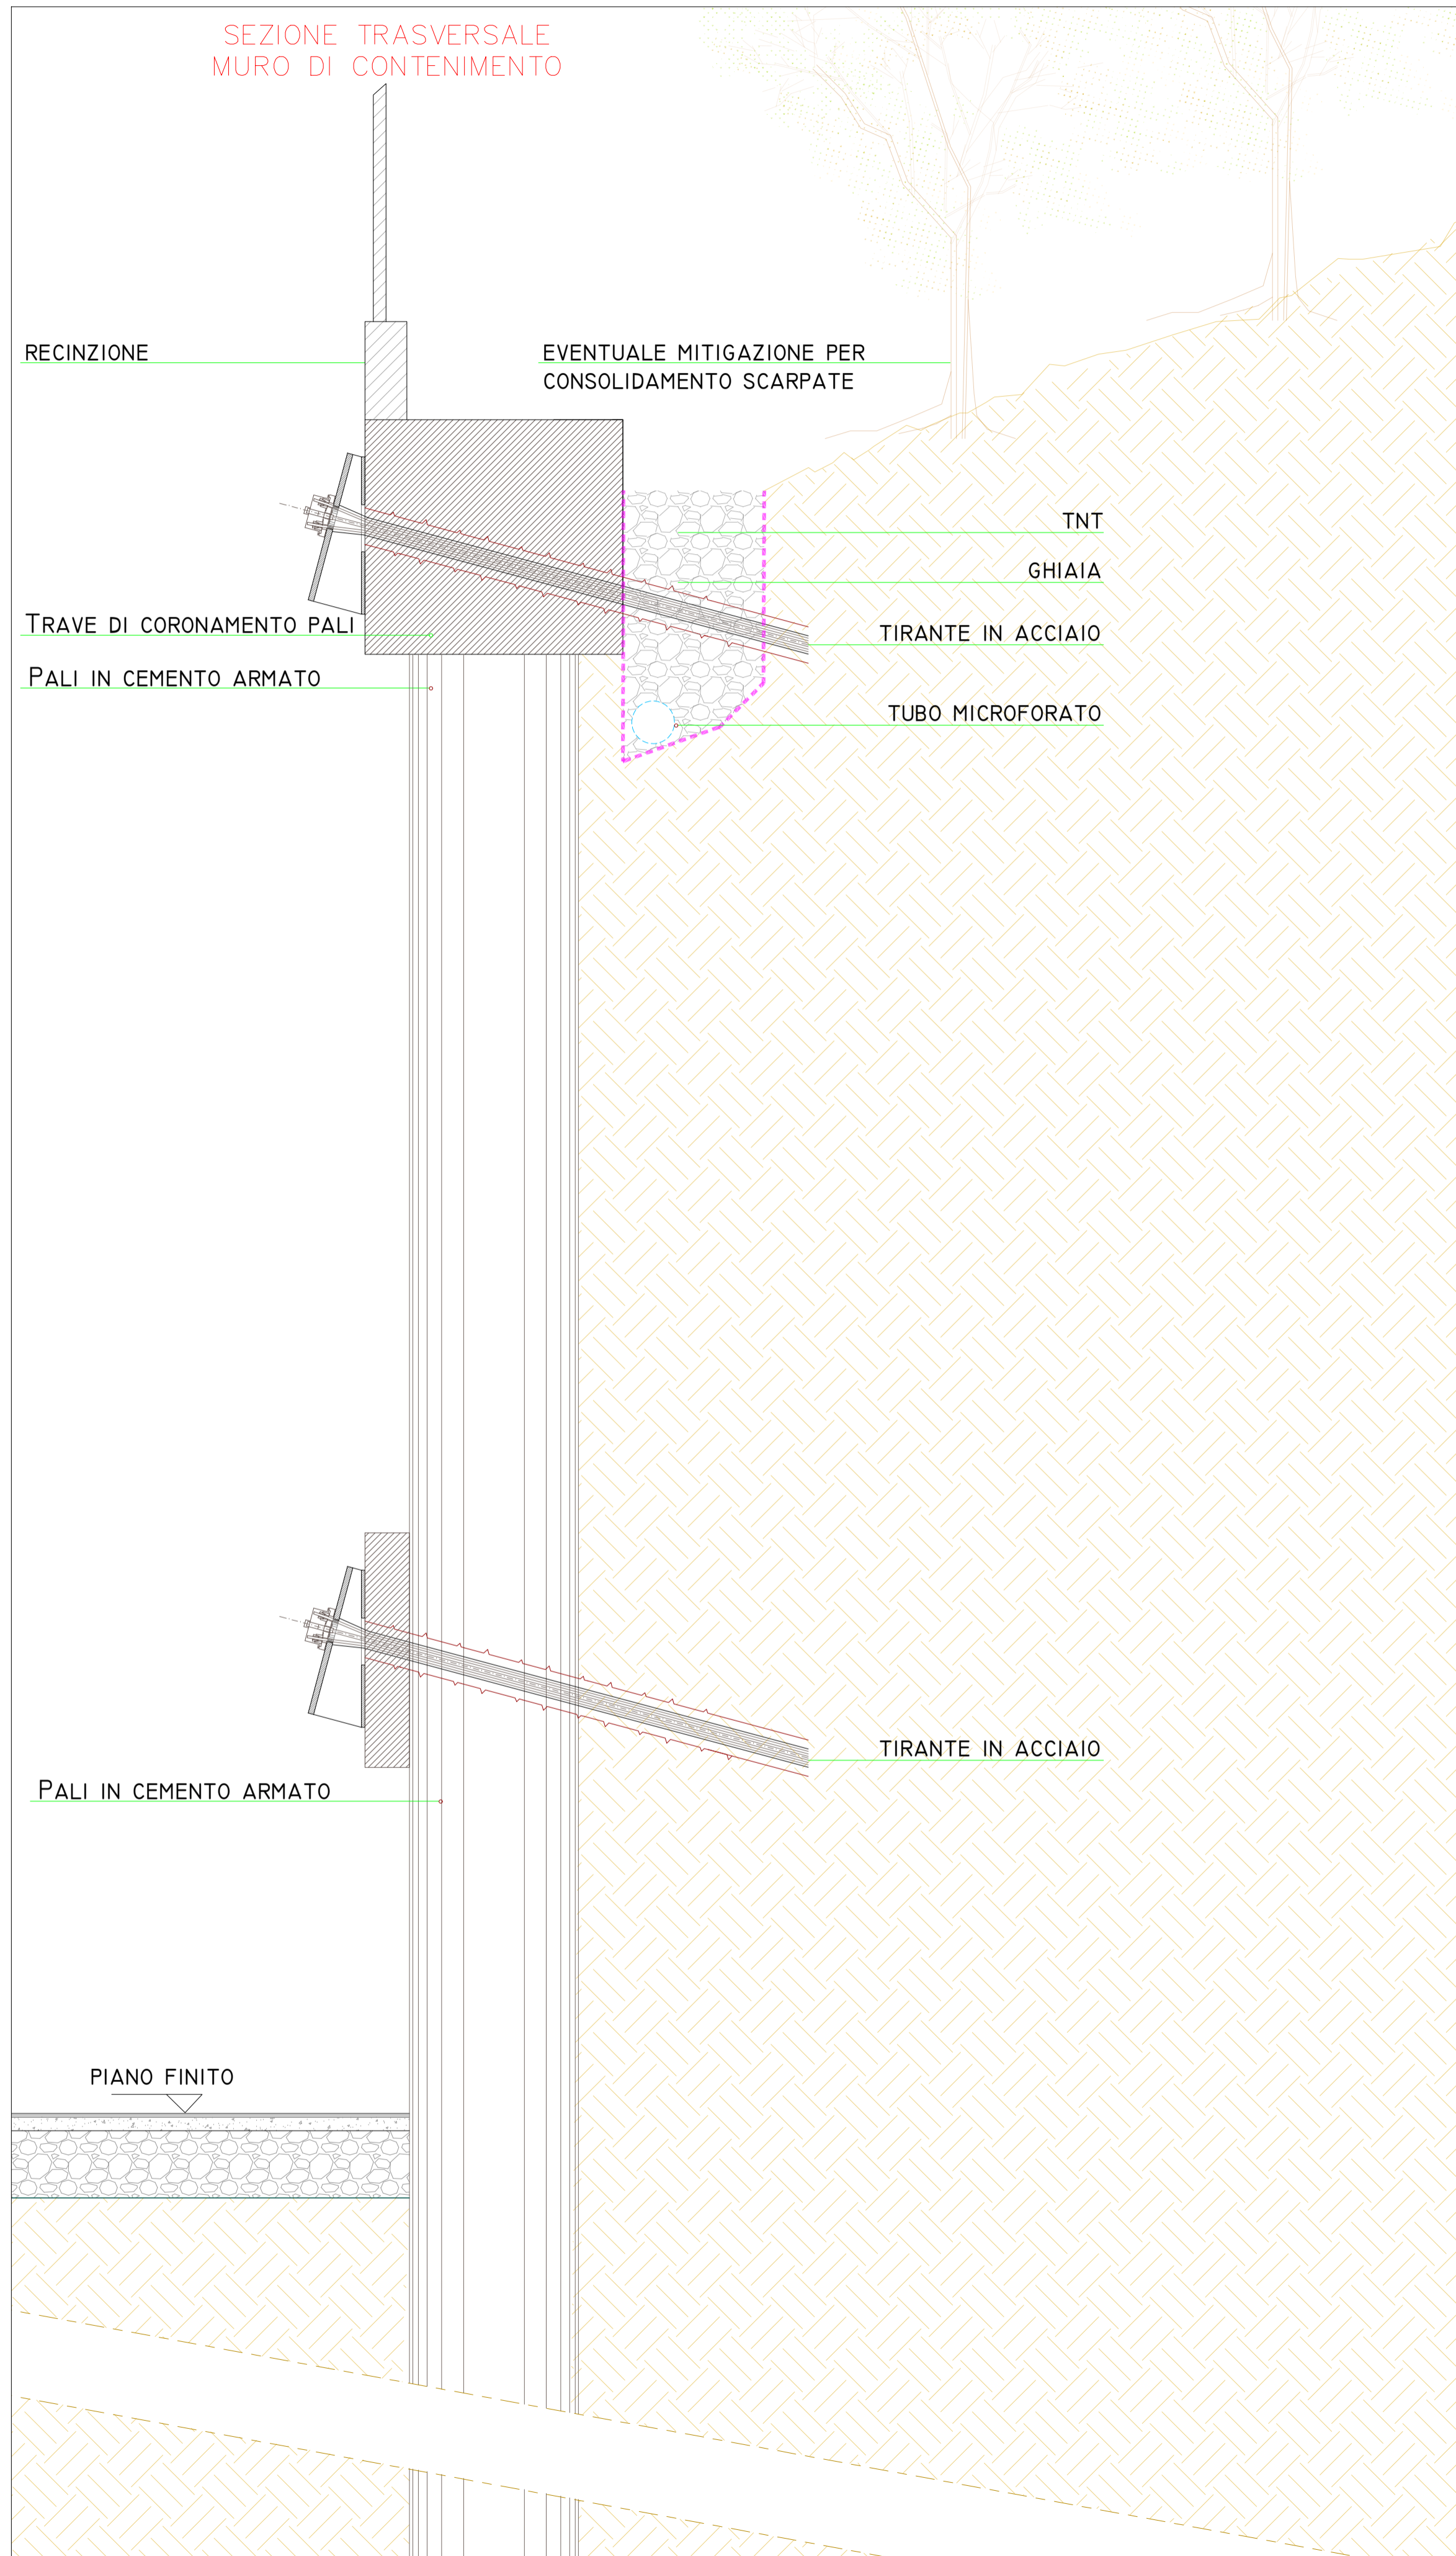 SEZIONE TRASVERSALE
MURO DI CONTENIMENTO
RECINZIONE
EVENTUALE MITIGAZIONE PER
CONSOLIDAMENTO SCARPATE
TNT
GHIAIA
TRAVE DI CORONAMENTO PALI
TIRANTE IN ACCIAIO
PALI IN CEMENTO ARMATO
TUBO MICROFORATO
TIRANTE IN ACCIAIO
PALI IN CEMENTO ARMATO
PIANO FINITO